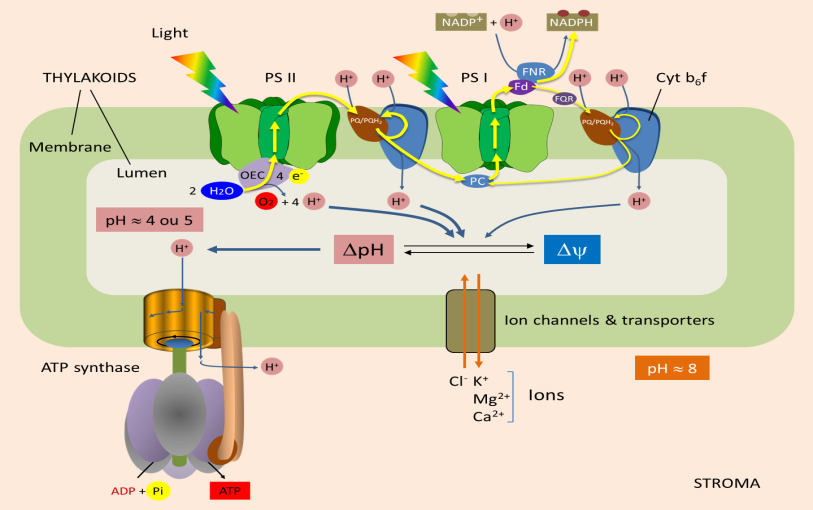 NADP⁺ + H⁺ NADPH
Light
FNR
THYLAKOIDS
PS II
H⁺ H⁺
PS I
Fd
H⁺ H⁺
Cyt b₆f
FQR
PQ/PQH₂
PQ/PQH₂
Membrane
Lumen
OEC 4 e⁻
PC
2 H₂O
O₂ + 4 H⁺
H⁺
H⁺
pH ≈ 4 ou 5
H⁺
ΔpH
Δψ
Ion channels & transporters
ATP synthase
H⁺
pH ≈ 8
Cl⁻ K⁺
Mg²⁺
Ca²⁺
Ions
ADP + Pi
ATP
STROMA